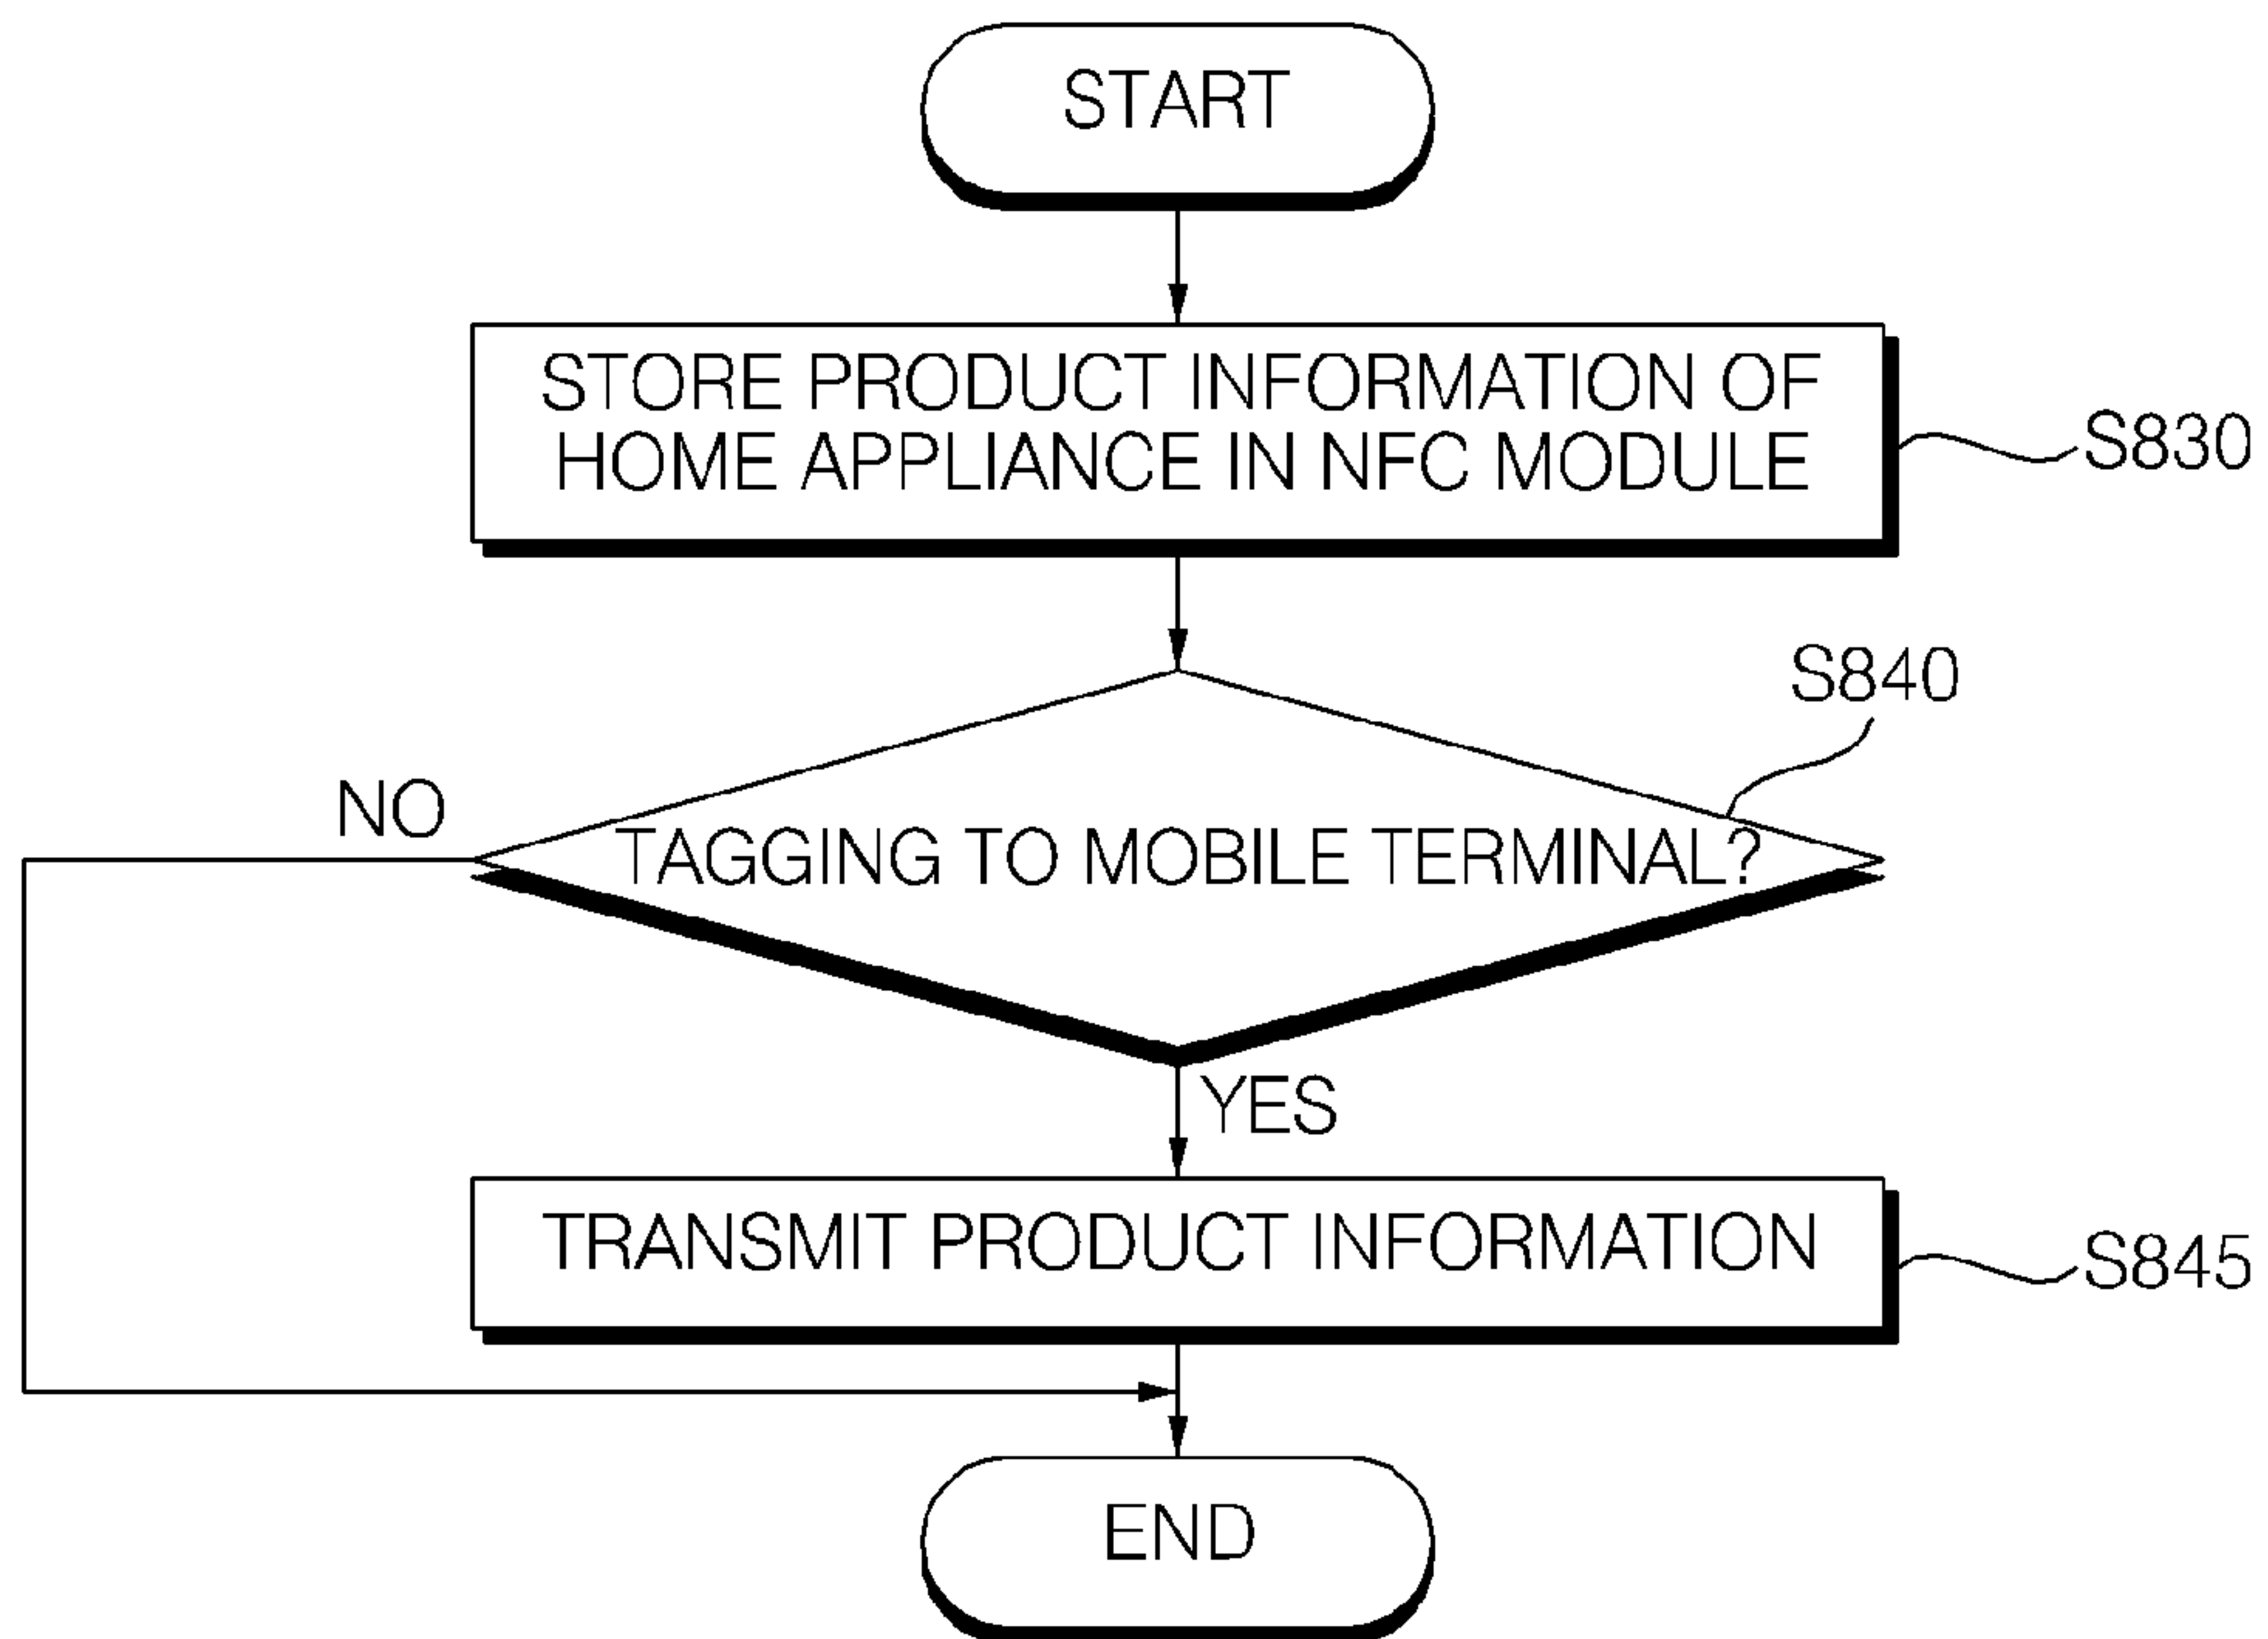 START
STORE PRODUCT INFORMATION OF
HOME APPLIANCE IN NFC MODULE
S830
S840
NO
TAGGING TO MOBILE TERMINAL?
YES
TRANSMIT PRODUCT INFORMATION
S845
END